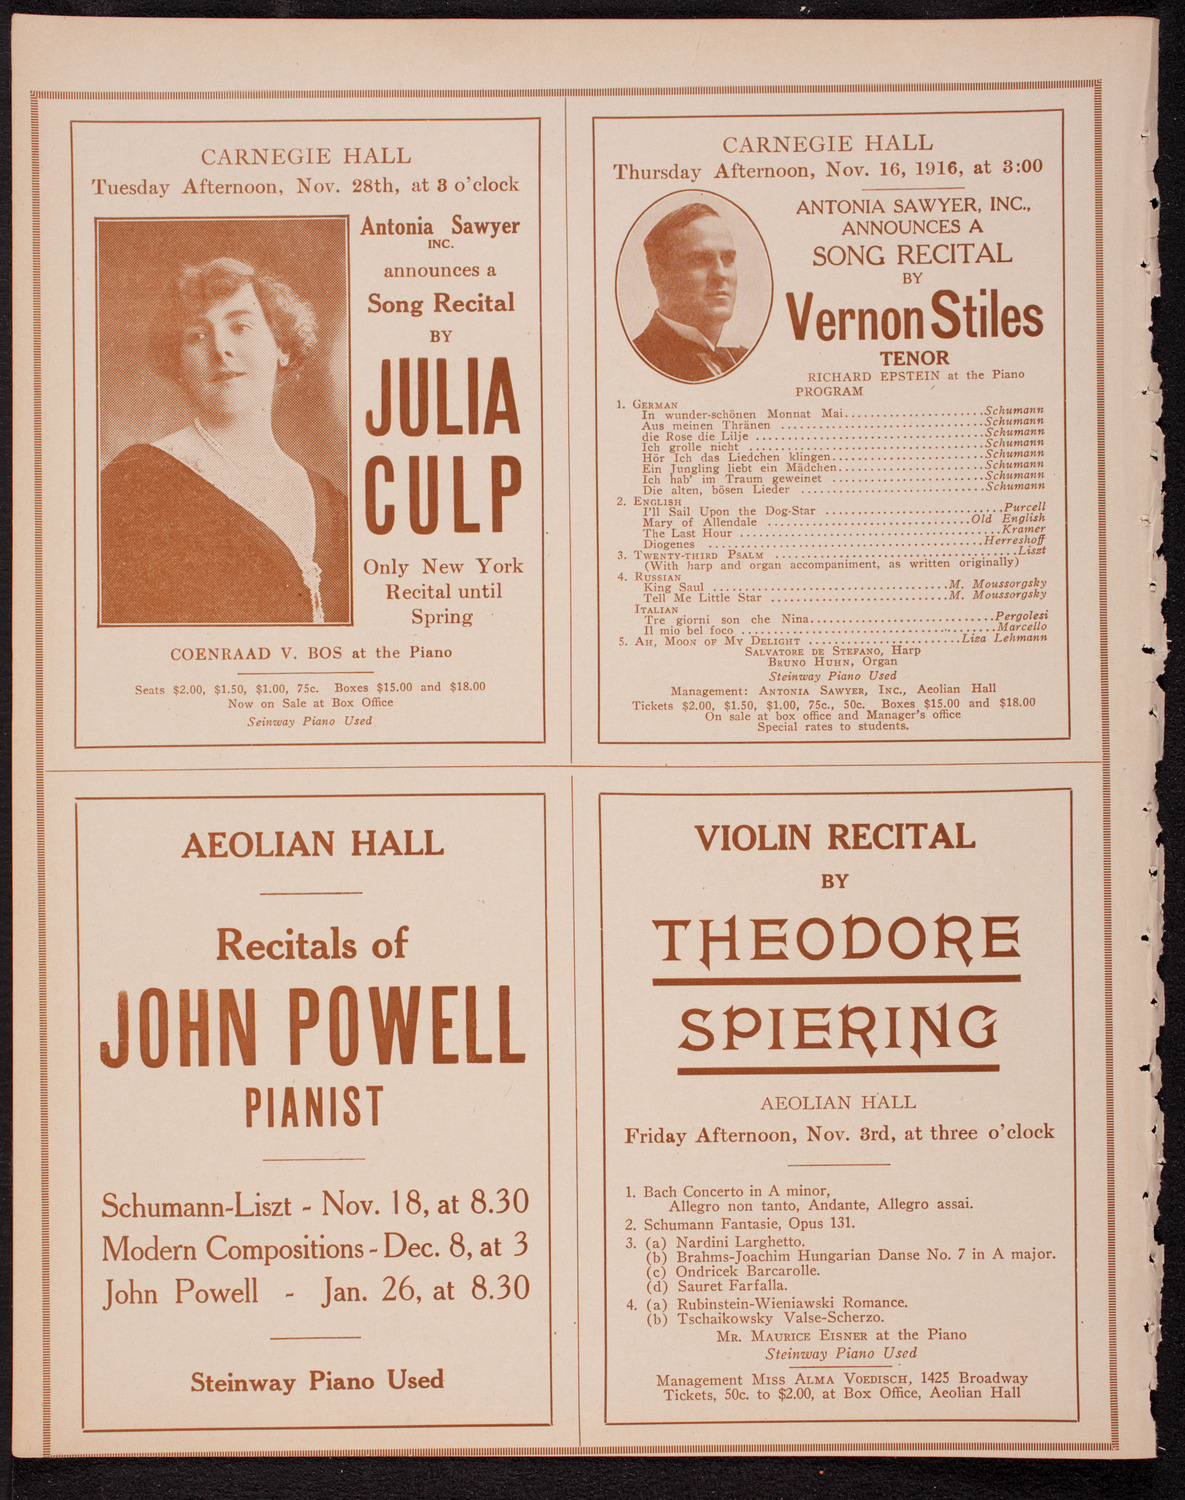 CARNEGIE HALL
Tuesday Afternoon, Nov. 28th, at 3 o'clock
Antonia Sawyer
INC.
announces a
Song Recital
BY
JULIA
CULP
Only New York
Recital until
Spring
COENRAAD V. BOS at the Piano
Seats $2.00, $1.50, $1.00, 75c. Boxes $15.00 and $18.00
Now on Sale at Box Office
Seinway Piano Used
CARNEGIE HALL
Thursday Afternoon, Nov. 16, 1916, at 3:00
ANTONIA SAWYER, INC.,
ANNOUNCES A
SONG RECITAL
BY
Vernon Stiles
TENOR
RICHARD EPSTEIN at the Piano
PROGRAM
1. GERMAN
In wunder-schönen Monnat Mai......................Schumann
Aus meinen Thränen ................................Schumann
die Rose die Lilje ....................................Schumann
Ich grolle nicht .....................................Schumann
Hör Ich das Liedchen klingen........................Schumann
Ein Jungling liebt ein Mädchen.......................Schumann
Ich hab' im Traum geweinet ........................Schumann
Die alten, bösen Lieder .............................Schumann
2. ENGLISH
I'll Sail Upon the Dog-Star ............................Purcell
Mary of Allendale ................................Old English
The Last Hour .........................................Kramer
Diogenes ...........................................Herreshoff
3. TWENTY-THIRD PSALM ......................................Liszt
(With harp and organ accompaniment, as written originally)
4. RUSSIAN
King Saul .....................................M. Moussorgsky
Tell Me Little Star ............................M. Moussorgsky
ITALIAN
Tre giorni son che Nina.............................Pergolesi
Il mio bel foco ........................................Marcello
5. AH, MOON OF MY DELIGHT ........................Liza Lehmann
SALVATORE DE STEFANO, Harp
BRUNO HUHN, Organ
Steinway Piano Used
Management: ANTONIA SAWYER, INC., Aeolian Hall
Tickets $2.00, $1.50, $1.00, 75c., 50c. Boxes $15.00 and $18.00
On sale at box office and Manager's office
Special rates to students.
AEOLIAN HALL
Recitals of
JOHN POWELL
PIANIST
Schumann-Liszt - Nov. 18, at 8.30
Modern Compositions - Dec. 8, at 3
John Powell - Jan. 26, at 8.30
Steinway Piano Used
VIOLIN RECITAL
BY
THEODORE
SPIERING
AEOLIAN HALL
Friday Afternoon, Nov. 3rd, at three o'clock
1. Bach Concerto in A minor,
Allegro non tanto, Andante, Allegro assai.
2. Schumann Fantasie, Opus 131.
3. (a) Nardini Larghetto.
(b) Brahms-Joachim Hungarian Danse No. 7 in A major.
(c) Ondricek Barcarolle.
(d) Sauret Farfalla.
4. (a) Rubinstein-Wieniawski Romance.
(b) Tschaikowsky Valse-Scherzo.
MR. MAURICE EISNER at the Piano
Steinway Piano Used
Management MISS ALMA VOEDISCH, 1425 Broadway
Tickets, 50c. to $2.00, at Box Office, Aeolian Hall